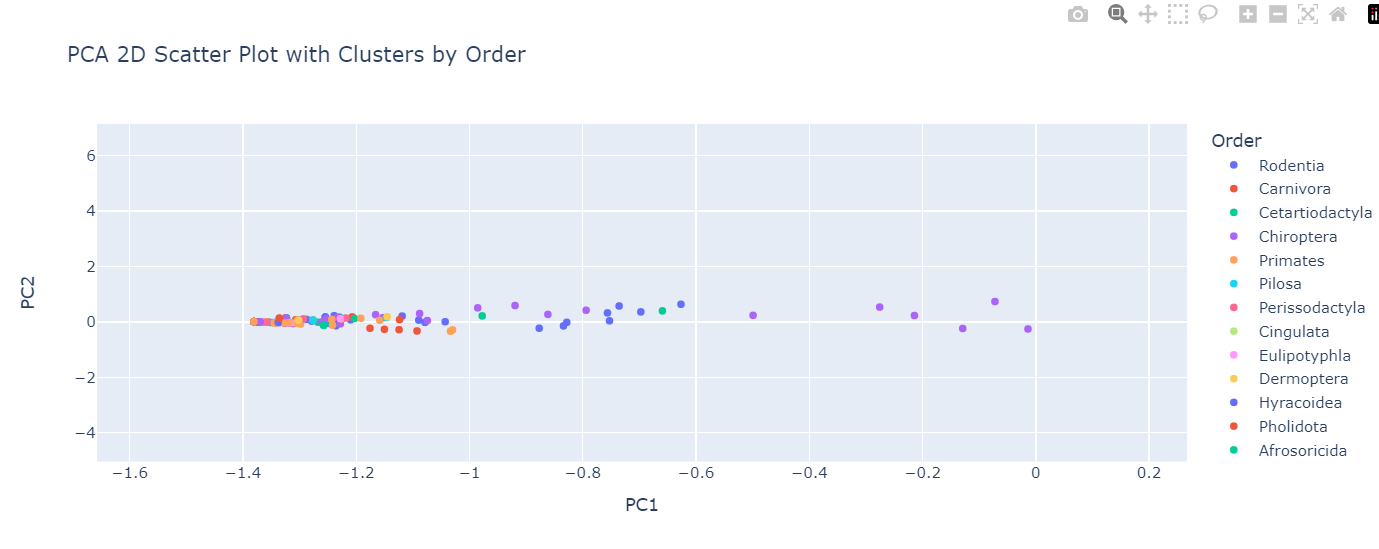 PCA 2D Scatter Plot with Clusters by Order
6
4
2
0
−2
−4
PC2
−1.6
−1.4
−1.2
−1
−0.8
−0.6
−0.4
−0.2
0
0.2
PC1
Order
Rodentia
Carnivora
Cetartiodactyla
Chiroptera
Primates
Pilosa
Perissodactyla
Cingulata
Eulipotyphla
Dermoptera
Hyracoidea
Pholidota
Afrosoricida